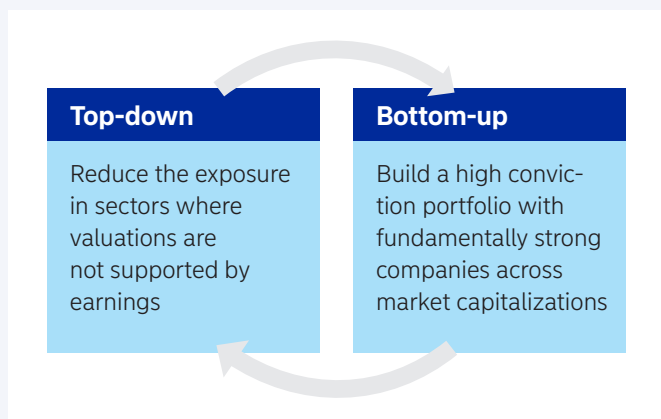 Top-down
Reduce the exposure
in sectors where
valuations are
not supported by
earnings
Bottom-up
Build a high convic-
tion portfolio with
fundamentally strong
companies across
market capitalizations